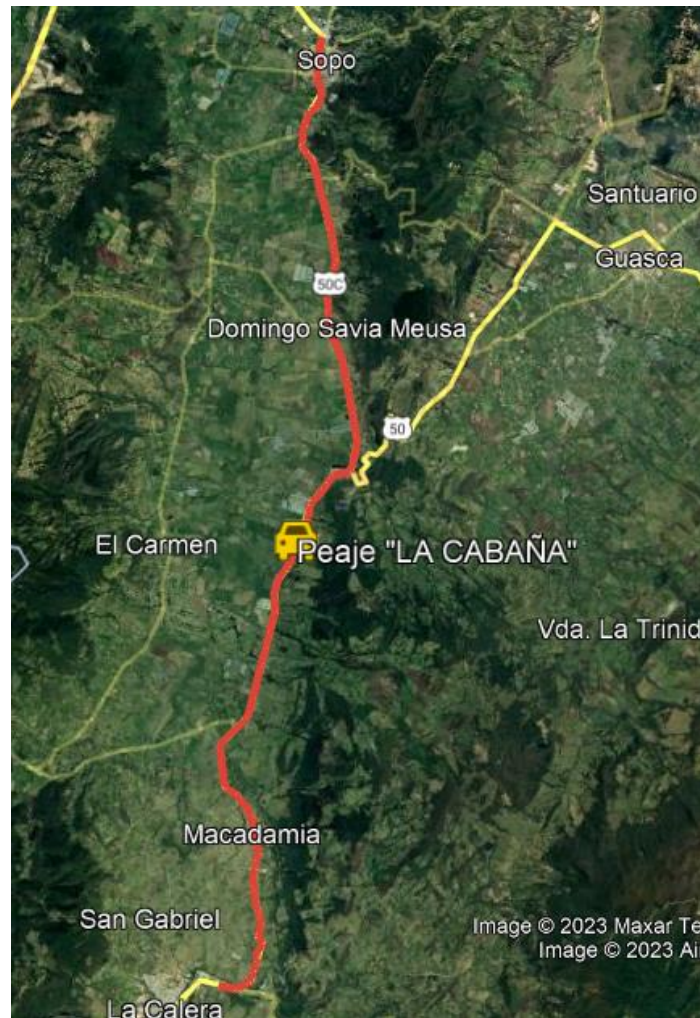 Sopo
Santuario
Guasca
50C
Domingo Savia Meusa
50
El Carmen
Peaje "LA CABAÑA"
Vda. La Trinid
Macadamia
San Gabriel
Image © 2023 Maxar Te
Image © 2023 Ai
La Calera